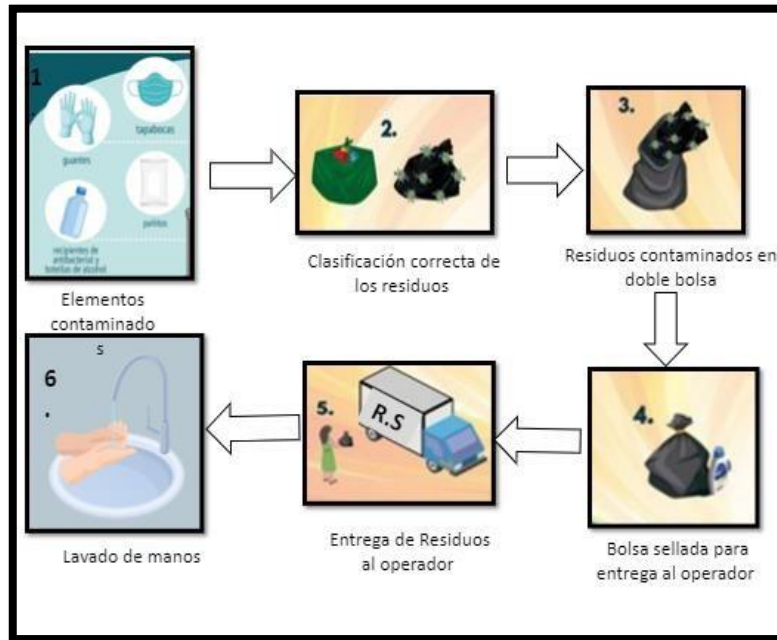 1
.
guantes
tapabocas
recipientes de
antibacterial y
botellas de alcohol
pañitos
Elementos
contaminado
s
2.
Clasificación correcta de
los residuos
3.
Residuos contaminados en
doble bolsa
4.
Bolsa sellada para
entrega al operador
5.
R.S
Entrega de Residuos
al operador
6
.
Lavado de manos